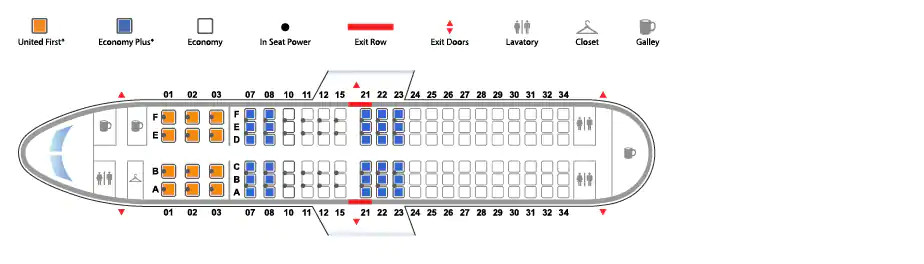 United First* Economy Plus* Economy In Seat Power Exit Row Exit Doors Lavatory Closet Galley
01 02 03 07 08 10 11 12 15 21 22 23 24 25 26 27 28 29 30 31 32 34
F F
E E
D
B C
B
A A
01 02 03 07 08 10 11 12 15 21 22 23 24 25 26 27 28 29 30 31 32 34